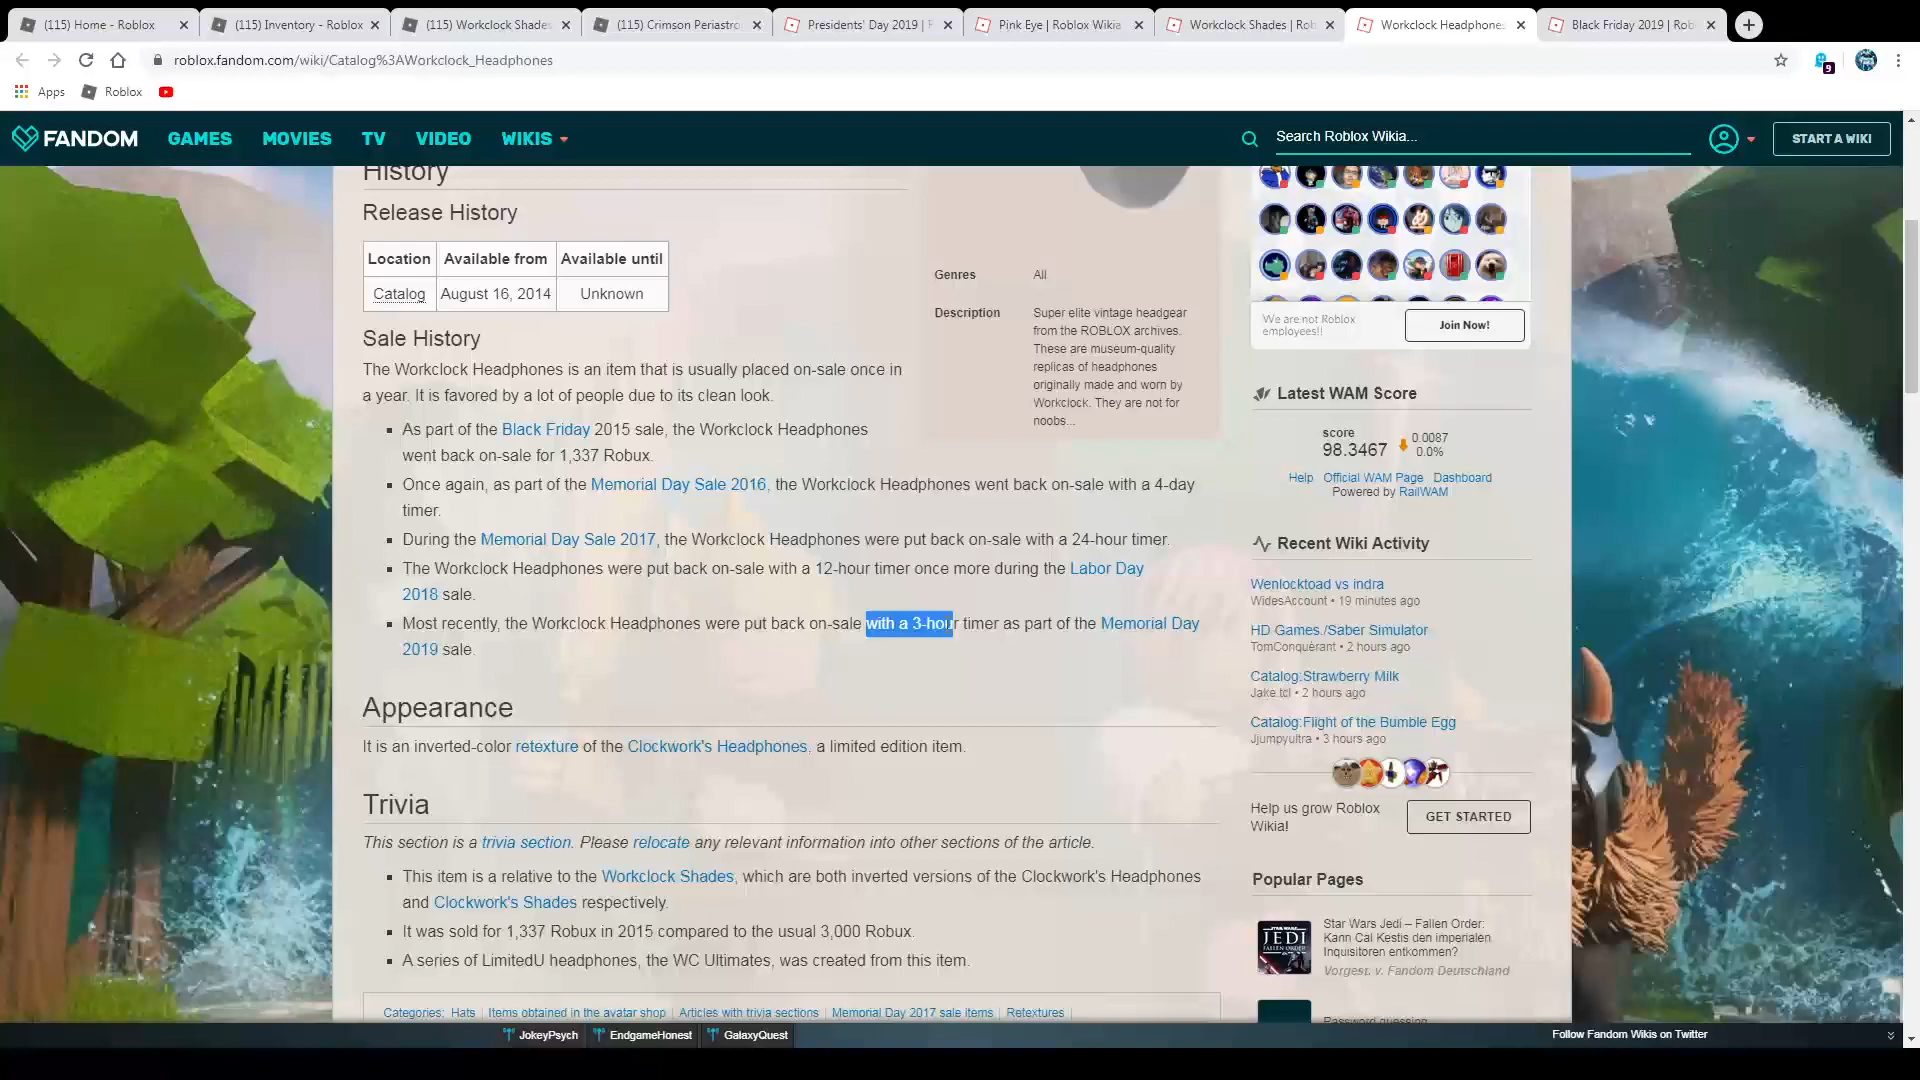 (115) Home - Roblox
(115) Inventory - Roblox
(115) Workclock Shades
(115) Crimson Periastro
Presidents' Day 2019 |
Pink Eye | Roblox Wikia
Workclock Shades | Rob
Workclock Headphones
Black Friday 2019 | Rob
roblox.fandom.com/wiki/Catalog%3AWorkclock_Headphones
9
Apps Roblox
FANDOM GAMES MOVIES TV VIDEO WIKIS Search Roblox Wikia... START A WIKI
History
Release History
Location Available from Available until
Catalog August 16, 2014 Unknown
Sale History
The Workclock Headphones is an item that is usually placed on-sale once in
a year. It is favored by a lot of people due to its clean look.
As part of the Black Friday 2015 sale, the Workclock Headphones
went back on-sale for 1,337 Robux.
Once again, as part of the Memorial Day Sale 2016, the Workclock Headphones went back on-sale with a 4-day
timer.
During the Memorial Day Sale 2017, the Workclock Headphones were put back on-sale with a 24-hour timer.
The Workclock Headphones were put back on-sale with a 12-hour timer once more during the Labor Day
2018 sale.
Most recently, the Workclock Headphones were put back on-sale with a 3-hour timer as part of the Memorial Day
2019 sale.
Genres All
Description Super elite vintage headgear
from the ROBLOX archives.
These are museum-quality
replicas of headphones
originally made and worn by
Workclock. They are not for
noobs...
Appearance
It is an inverted-color retexture of the Clockwork's Headphones, a limited edition item.
Trivia
This section is a trivia section. Please relocate any relevant information into other sections of the article.
This item is a relative to the Workclock Shades, which are both inverted versions of the Clockwork's Headphones
and Clockwork's Shades respectively.
It was sold for 1,337 Robux in 2015 compared to the usual 3,000 Robux.
A series of LimitedU headphones, the WC Ultimates, was created from this item.
Categories: Hats | Items obtained in the avatar shop | Articles with trivia sections | Memorial Day 2017 sale items | Retextures |
We are not Roblox
employees!!
Join Now!
Latest WAM Score
score
98.3467
0.0087
0.0%
Help Official WAM Page Dashboard
Powered by RailWAM
Recent Wiki Activity
Wenlocktoad vs indra
WidesAccount • 19 minutes ago
HD Games./Saber Simulator
TomConquérant • 2 hours ago
Catalog:Strawberry Milk
Jake.tcl • 2 hours ago
Catalog:Flight of the Bumble Egg
Jjumpyultra • 3 hours ago
Help us grow Roblox
Wikia!
GET STARTED
Popular Pages
STAR WARS
JEDI
FALLEN ORDER
Star Wars Jedi – Fallen Order:
Kann Cal Kestis den imperialen
Inquisitoren entkommen?
Vorgest. v. Fandom Deutschland
Password guessing
JokeyPsych EndgameHonest GalaxyQuest
Follow Fandom Wikis on Twitter